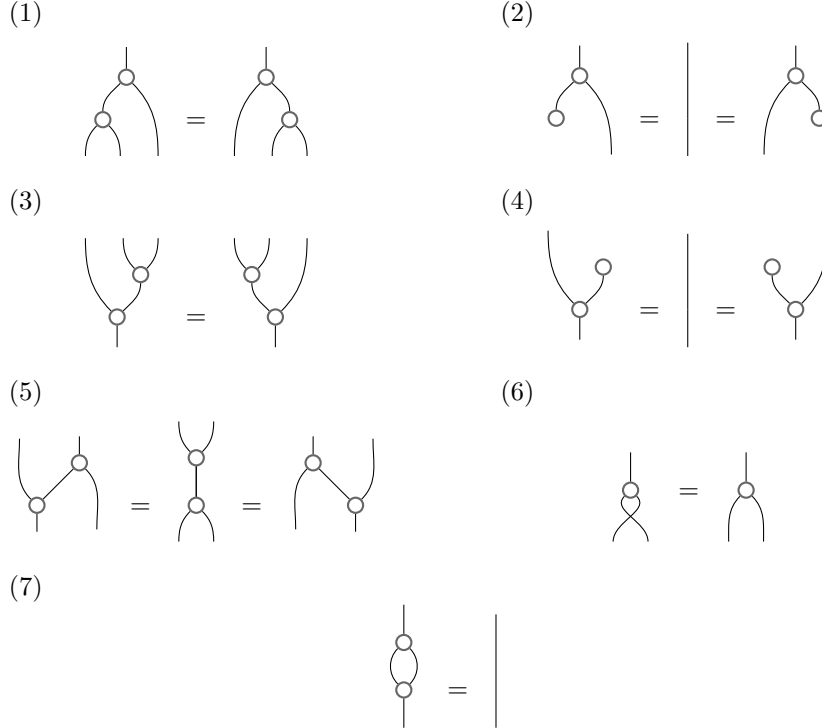 (1) (2)
= = =
(3) (4)
= = =
(5) (6)
= = =
(7)
=